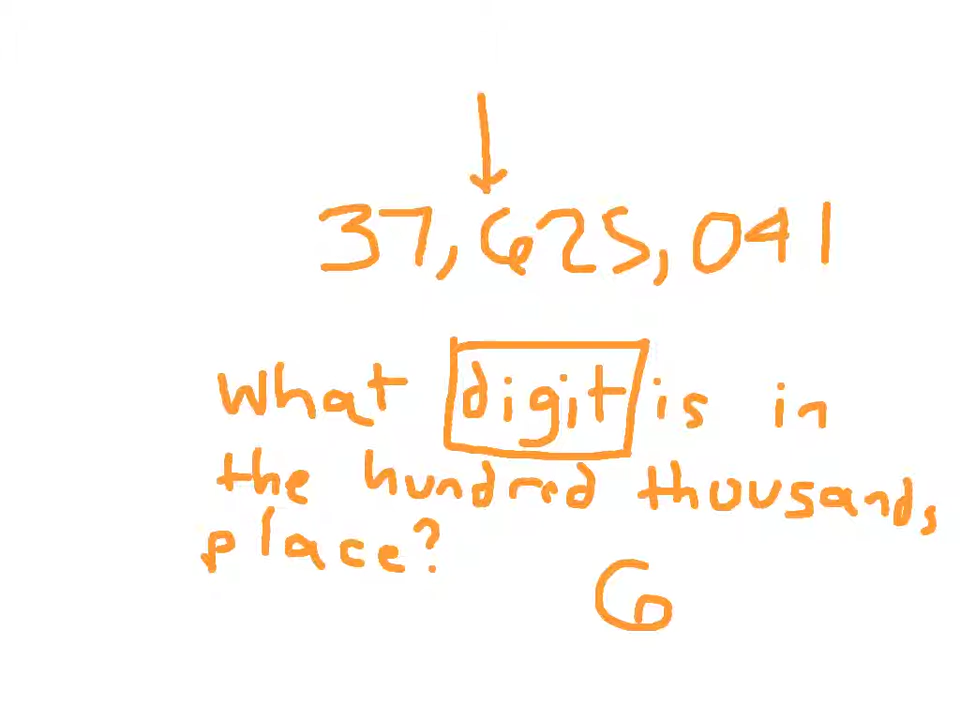 37,625,041
What digit is in
the hundred thousands
place?
6